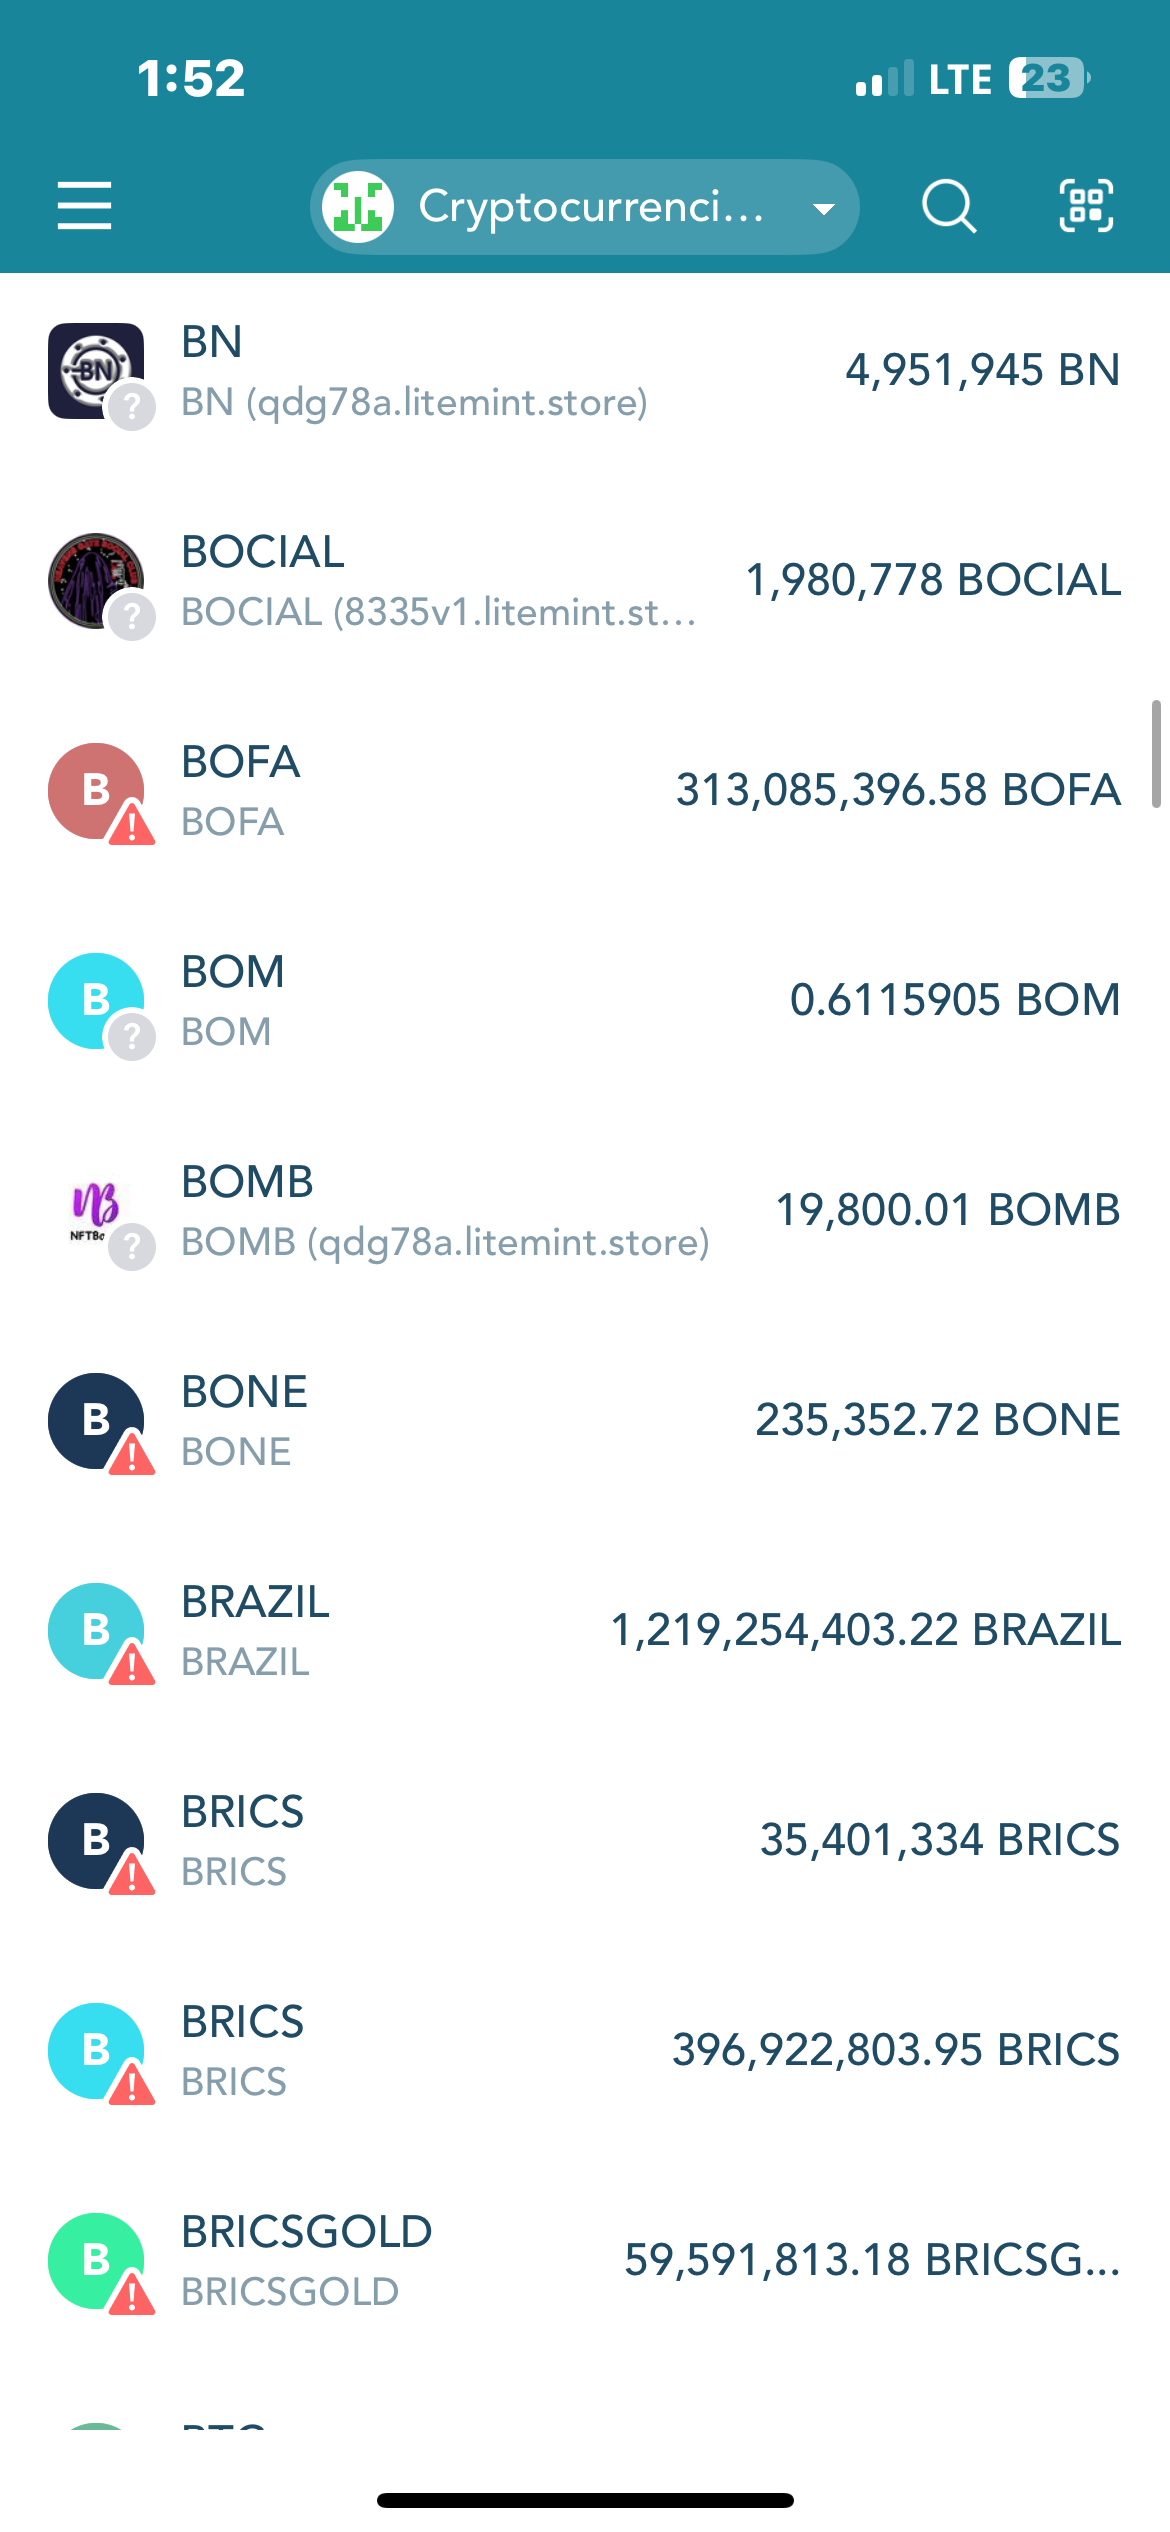 1:52
LTE 23
Cryptocurrenci...
BN
BN (qdg78a.litemint.store)
4,951,945 BN
BOCIAL
BOCIAL (8335v1.litemint.st...
1,980,778 BOCIAL
B
BOFA
BOFA
313,085,396.58 BOFA
B
BOM
BOM
0.6115905 BOM
BOMB
BOMB (qdg78a.litemint.store)
19,800.01 BOMB
B
BONE
BONE
235,352.72 BONE
B
BRAZIL
BRAZIL
1,219,254,403.22 BRAZIL
B
BRICS
BRICS
35,401,334 BRICS
B
BRICS
BRICS
396,922,803.95 BRICS
B
BRICSGOLD
BRICSGOLD
59,591,813.18 BRICSG...